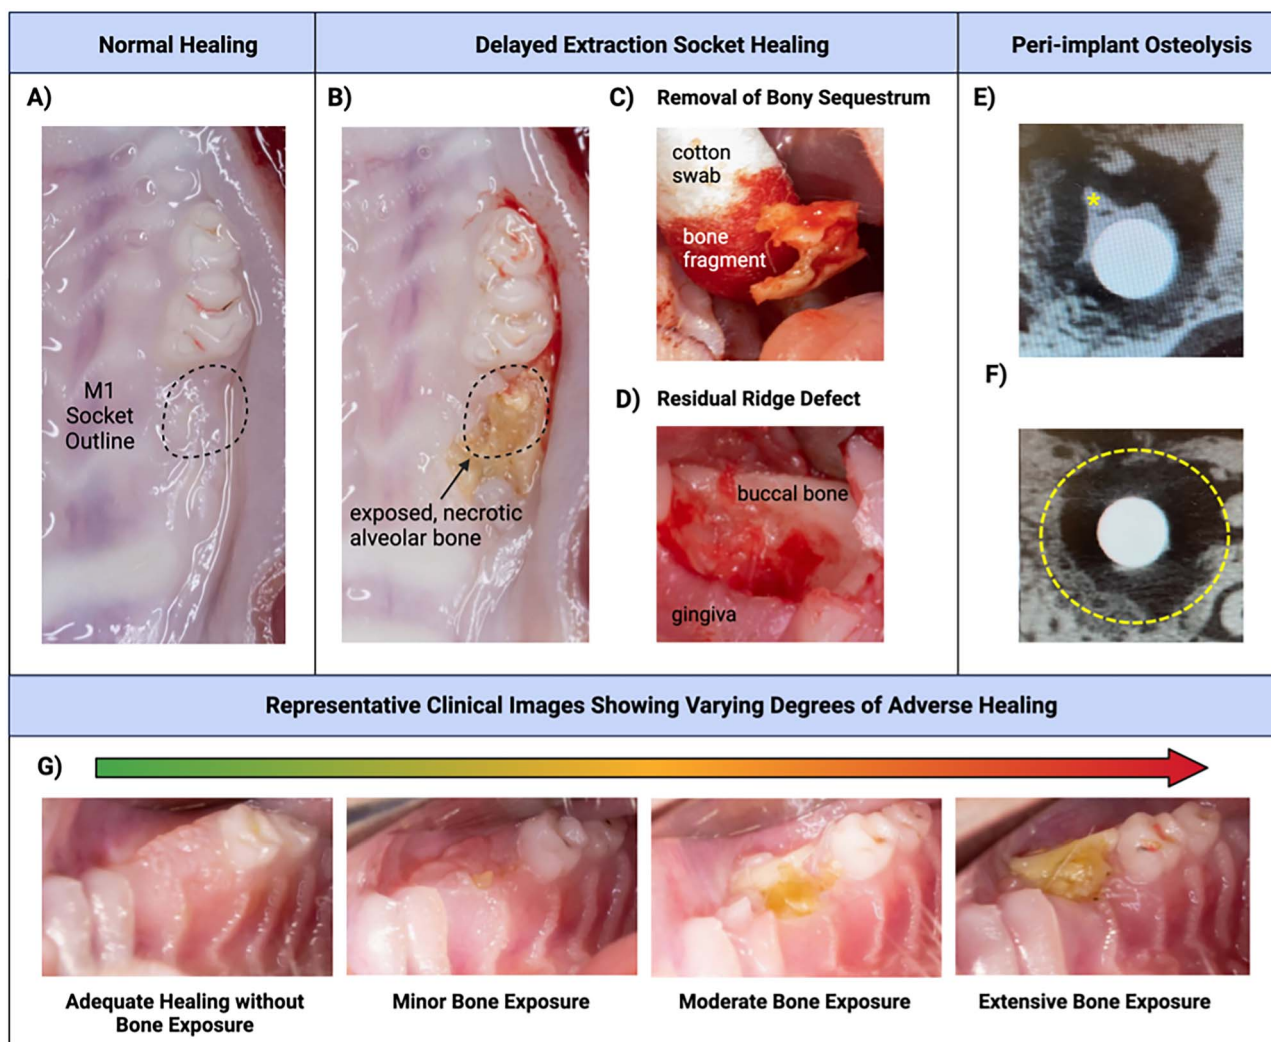 Normal Healing
Delayed Extraction Socket Healing
Peri-implant Osteolysis
A)
M1
Socket
Outline
B)
exposed, necrotic
alveolar bone
C) Removal of Bony Sequestrum
cotton
swab
bone
fragment
D) Residual Ridge Defect
buccal bone
gingiva
E)
*
F)
Representative Clinical Images Showing Varying Degrees of Adverse Healing
G)
Adequate Healing without
Bone Exposure
Minor Bone Exposure
Moderate Bone Exposure
Extensive Bone Exposure